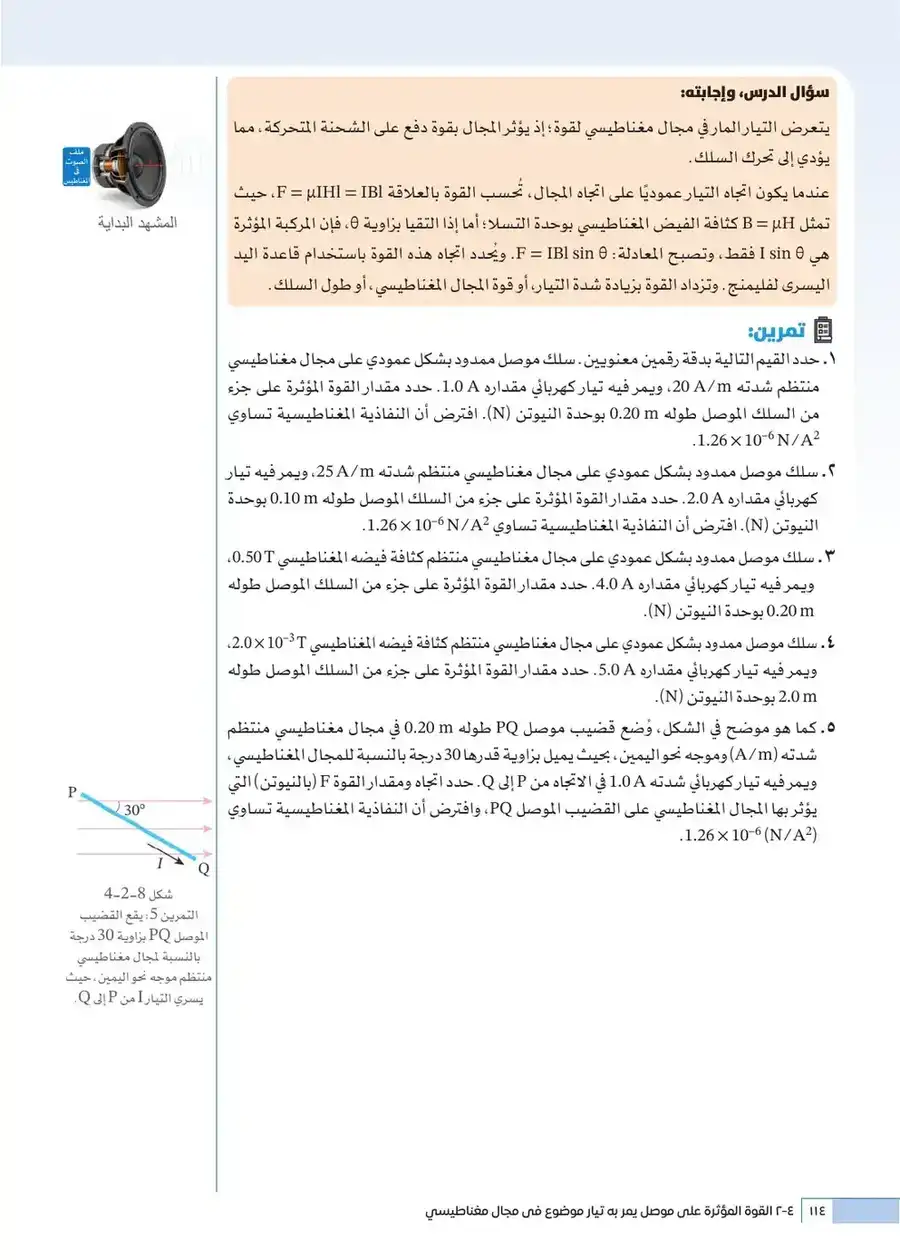 سؤال الدرس، وإجابته:
يتعرض التيار المار في مجال مغناطيسي لقوة؛ إذ يؤثر المجال بقوة دفع على الشحنة المتحركة، مما
يؤدي إلى تحرك السلك.
عندما يكون اتجاه التيار عموديًا على اتجاه المجال، تُحسب القوة بالعلاقة F = μIHl = IBl، حيث
تمثل B = μH كثافة الفيض المغناطيسي بوحدة التسلا؛ أما إذا التقيا بزاوية θ، فإن المركبة المؤثرة
هي I sin θ فقط، وتصبح المعادلة: F = IBl sin θ. ويُحدد اتجاه هذه القوة باستخدام قاعدة اليد
اليسرى لفليمنج. وتزداد القوة بزيادة شدة التيار، أو قوة المجال المغناطيسي، أو طول السلك.
ملف
الصوت
في
المغناطيس
المشهد البداية
تمرين:
١. حدد القيم التالية بدقة رقمين معنويين. سلك موصل ممدود بشكل عمودي على مجال مغناطيسي
منتظم شدته 20 A/m، ويمر فيه تيار كهربائي مقداره 1.0 A. حدد مقدار القوة المؤثرة على جزء
من السلك الموصل طوله 0.20 m بوحدة النيوتن (N). افترض أن النفاذية المغناطيسية تساوي
1.26 × 10⁻⁶ N/A².
٢. سلك موصل ممدود بشكل عمودي على مجال مغناطيسي منتظم شدته 25 A/m، ويمر فيه تيار
كهربائي مقداره 2.0 A. حدد مقدار القوة المؤثرة على جزء من السلك الموصل طوله 0.10 m بوحدة
النيوتن (N). افترض أن النفاذية المغناطيسية تساوي 1.26 × 10⁻⁶ N/A².
٣. سلك موصل ممدود بشكل عمودي على مجال مغناطيسي منتظم كثافة فيضه المغناطيسي 0.50 T،
ويمر فيه تيار كهربائي مقداره 4.0 A. حدد مقدار القوة المؤثرة على جزء من السلك الموصل طوله
0.20 m بوحدة النيوتن (N).
٤. سلك موصل ممدود بشكل عمودي على مجال مغناطيسي منتظم كثافة فيضه المغناطيسي 2.0 × 10⁻³ T،
ويمر فيه تيار كهربائي مقداره 5.0 A. حدد مقدار القوة المؤثرة على جزء من السلك الموصل طوله
2.0 m بوحدة النيوتن (N).
٥. كما هو موضح في الشكل، وُضع قضيب موصل PQ طوله 0.20 m في مجال مغناطيسي منتظم
شدته (A/m) وموجه نحو اليمين، بحيث يميل بزاوية قدرها 30 درجة بالنسبة للمجال المغناطيسي،
ويمر فيه تيار كهربائي شدته 1.0 A في الاتجاه من P إلى Q. حدد اتجاه ومقدار القوة F (بالنيوتن) التي
يؤثر بها المجال المغناطيسي على القضيب الموصل PQ، وافترض أن النفاذية المغناطيسية تساوي
1.26 × 10⁻⁶ (N/A²).
P
30°
I
Q
شكل 8-2-4
التمرين 5: يقع القضيب
الموصل PQ بزاوية 30 درجة
بالنسبة لمجال مغناطيسي
منتظم موجه نحو اليمين، حيث
يسري التيار I من P إلى Q.
١١٤ ٤-٢ القوة المؤثرة على موصل يمر به تيار موضوع في مجال مغناطيسي